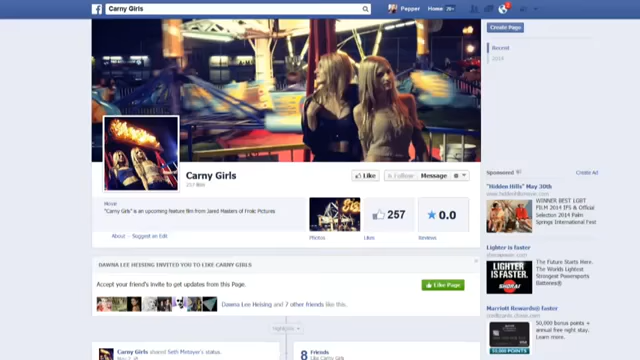 Carny Girls
Pepper
Home 20+
Create Page
Recent
2014
Carny Girls
257 likes
Like
Follow
Message
Movie
"Carny Girls" is an upcoming feature film from Jared Masters of Frolic Pictures
About - Suggest an Edit
Photos
257
Likes
0.0
Reviews
Sponsored
Create Ad
"Hidden Hills" May 30th
WINNER BEST LGBT
FILM 2014 IFS & Official
Selection 2014 Palm
Springs International Fest
Lighter is faster
shoraipower.com
LIGHTER
IS FASTER.
SHORAI
The Future Starts Here.
The Worlds Lightest
Strongest Powersports
Batteries®
Marriott Rewards® faster
50,000 bonus points +
annual free night stay.
Learn more.
50,000 POINTS
DAWNA LEE HEISING INVITED YOU TO LIKE CARNY GIRLS
Accept your friend's invite to get updates from this Page.
Like Page
Dawna Lee Heising and 7 other friends like this.
Highlights
Carny Girls shared Seth Metoyer's status.
8 Friends
Like Carny Girls